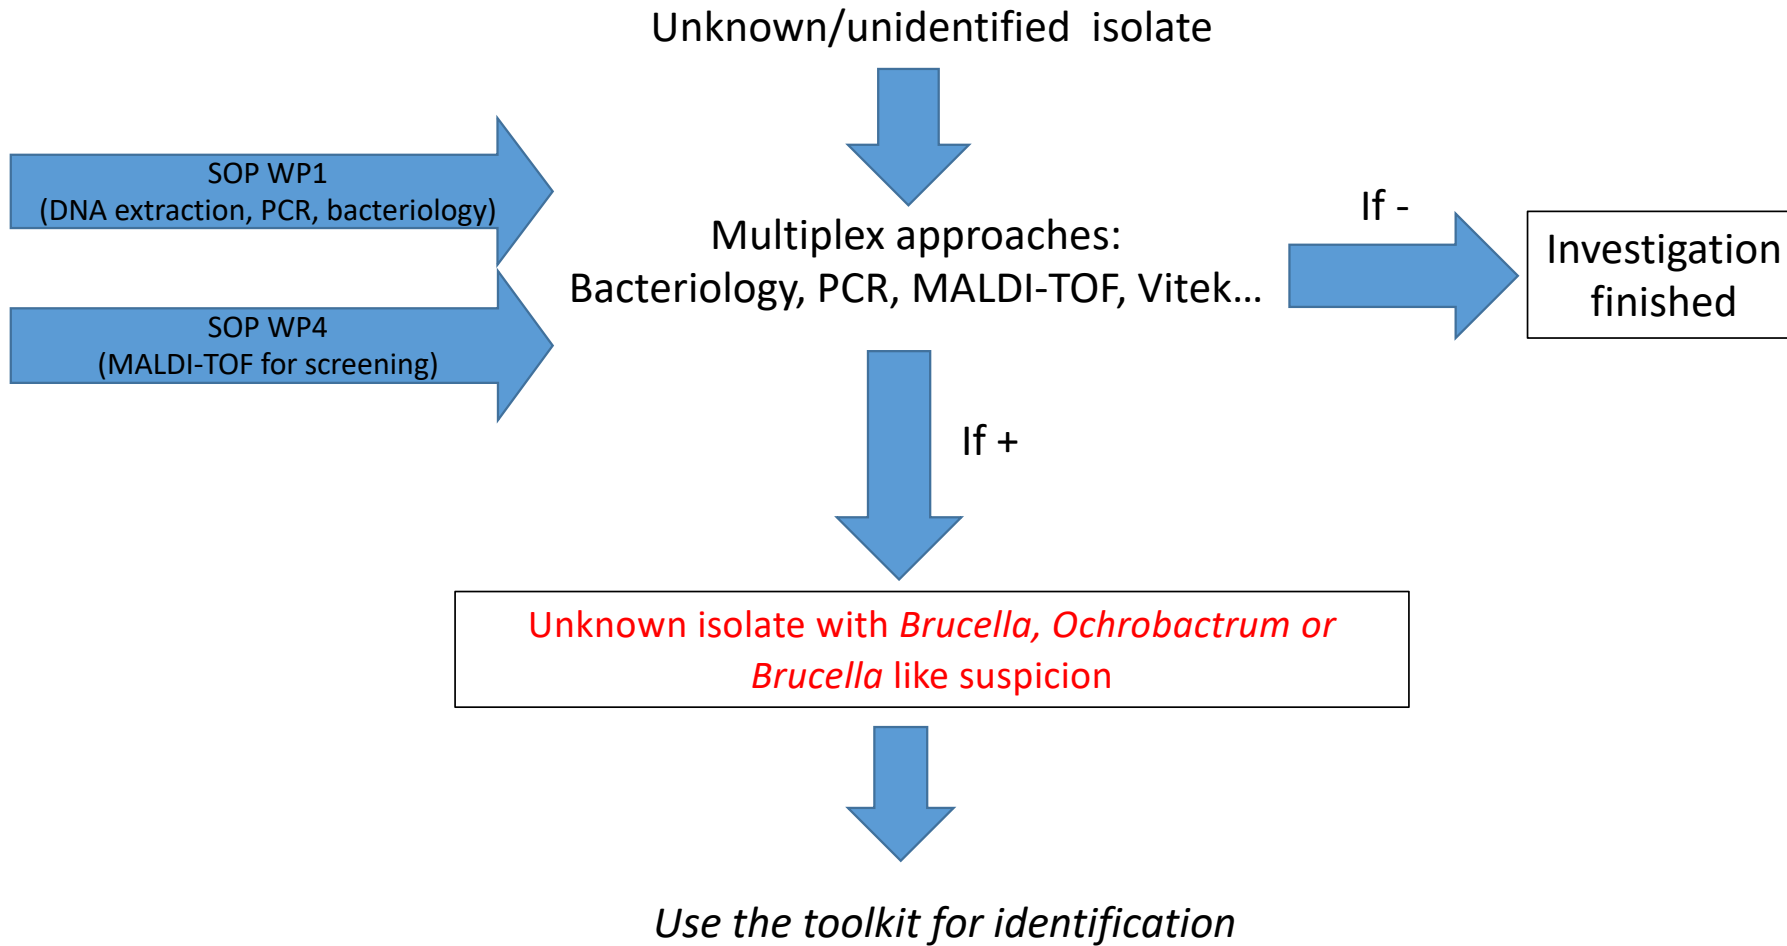 Unknown/unidentified isolate
SOP WP1
(DNA extraction, PCR, bacteriology)
SOP WP4
(MALDI-TOF for screening)
Multiplex approaches:
Bacteriology, PCR, MALDI-TOF, Vitek…
If -
Investigation
finished
If +
Unknown isolate with Brucella, Ochrobactrum or
Brucella like suspicion
Use the toolkit for identification